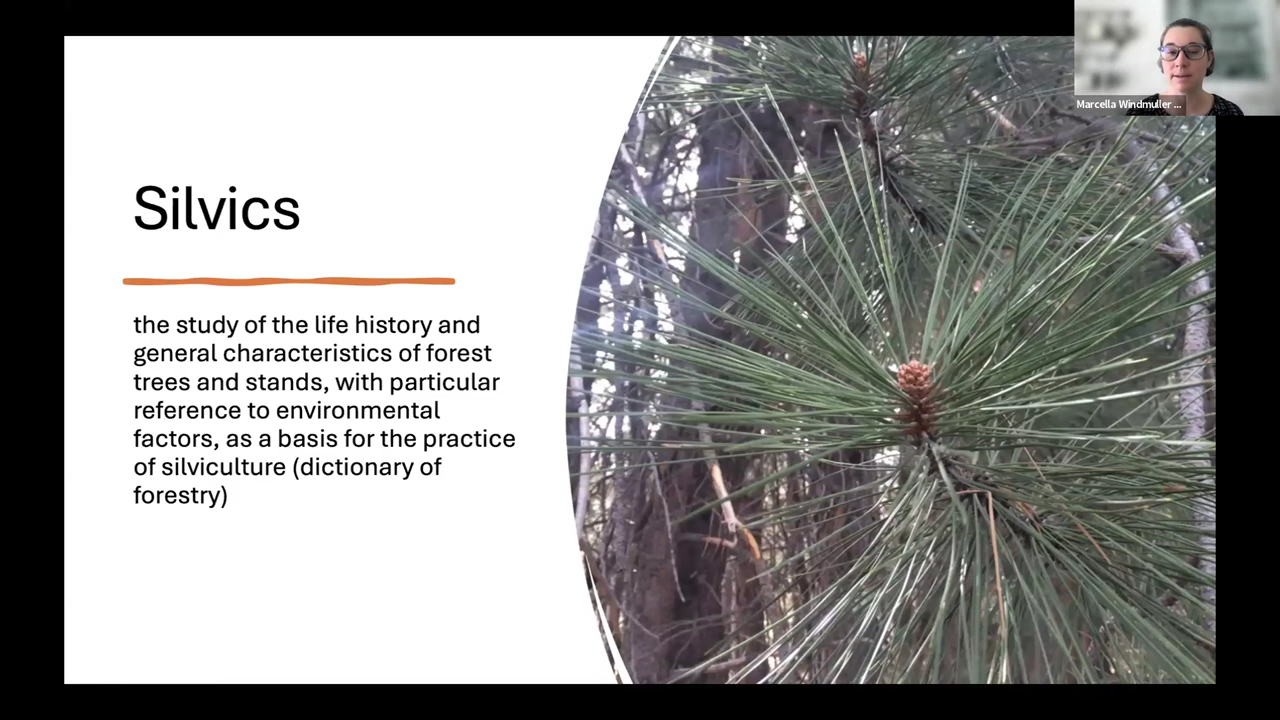 Marcella Windmuller ...
Silvics
the study of the life history and
general characteristics of forest
trees and stands, with particular
reference to environmental
factors, as a basis for the practice
of silviculture (dictionary of
forestry)